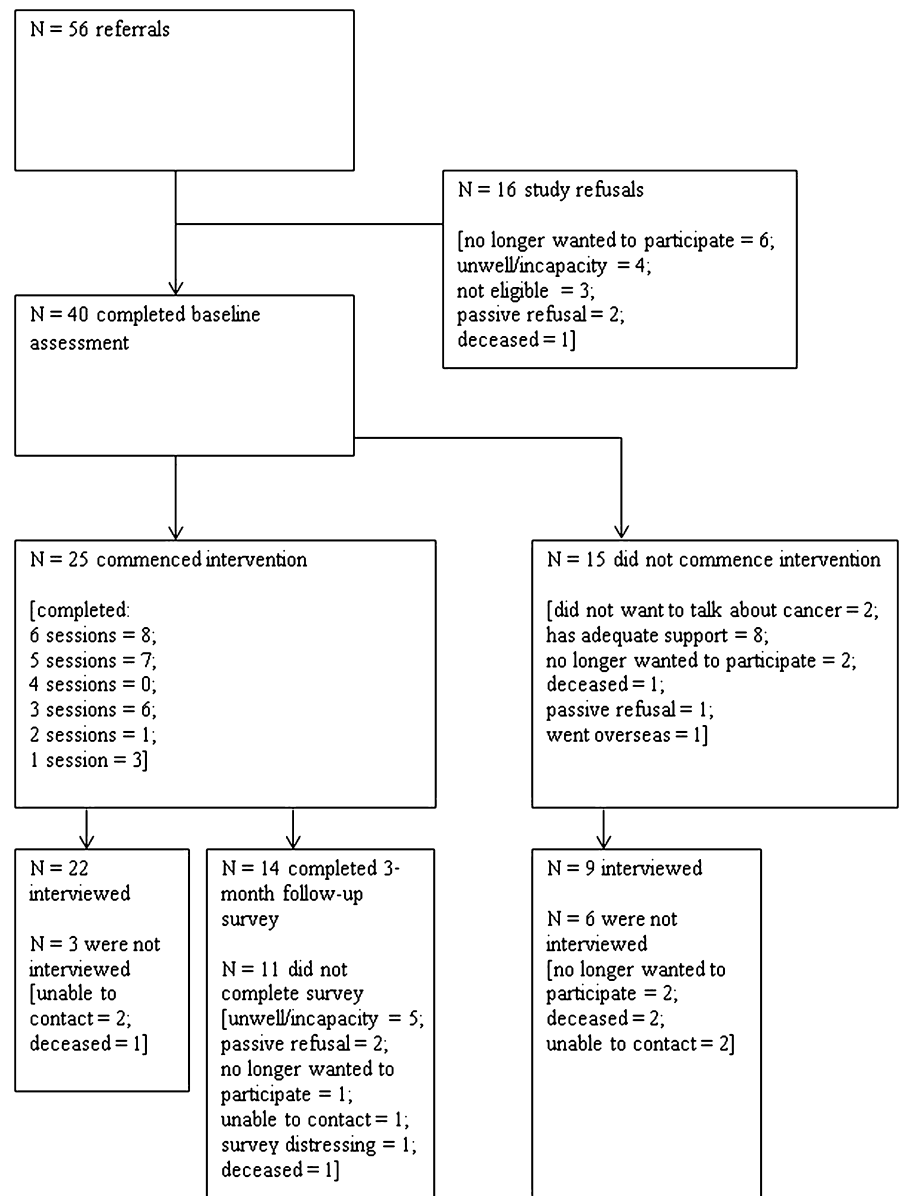 N = 56 referrals
N = 16 study refusals
[no longer wanted to participate = 6;
unwell/incapacity = 4;
not eligible = 3;
passive refusal = 2;
deceased = 1]
N = 40 completed baseline
assessment
N = 25 commenced intervention
[completed:
6 sessions = 8;
5 sessions = 7;
4 sessions = 0;
3 sessions = 6;
2 sessions = 1;
1 session = 3]
N = 15 did not commence intervention
[did not want to talk about cancer = 2;
has adequate support = 8;
no longer wanted to participate = 2;
deceased = 1;
passive refusal = 1;
went overseas = 1]
N = 22
interviewed
N = 3 were not
interviewed
[unable to
contact = 2;
deceased = 1]
N = 14 completed 3-
month follow-up
survey
N = 11 did not
complete survey
[unwell/incapacity = 5;
passive refusal = 2;
no longer wanted to
participate = 1;
unable to contact = 1;
survey distressing = 1;
deceased = 1]
N = 9 interviewed
N = 6 were not
interviewed
[no longer wanted to
participate = 2;
deceased = 2;
unable to contact = 2]